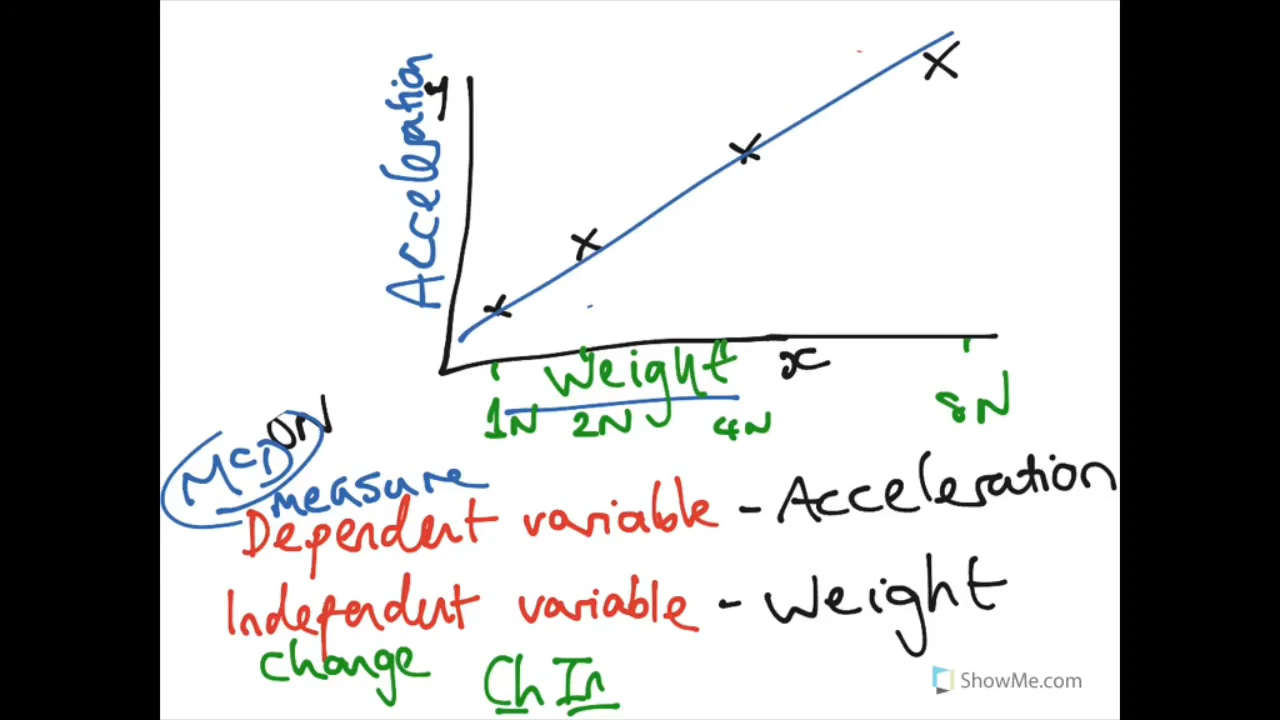 Acceleration
y
Weight
x
1N 2N 4N 8N
McDON
measure
Dependent variable - Acceleration
Independent variable - Weight
change Ch In
ShowMe.com